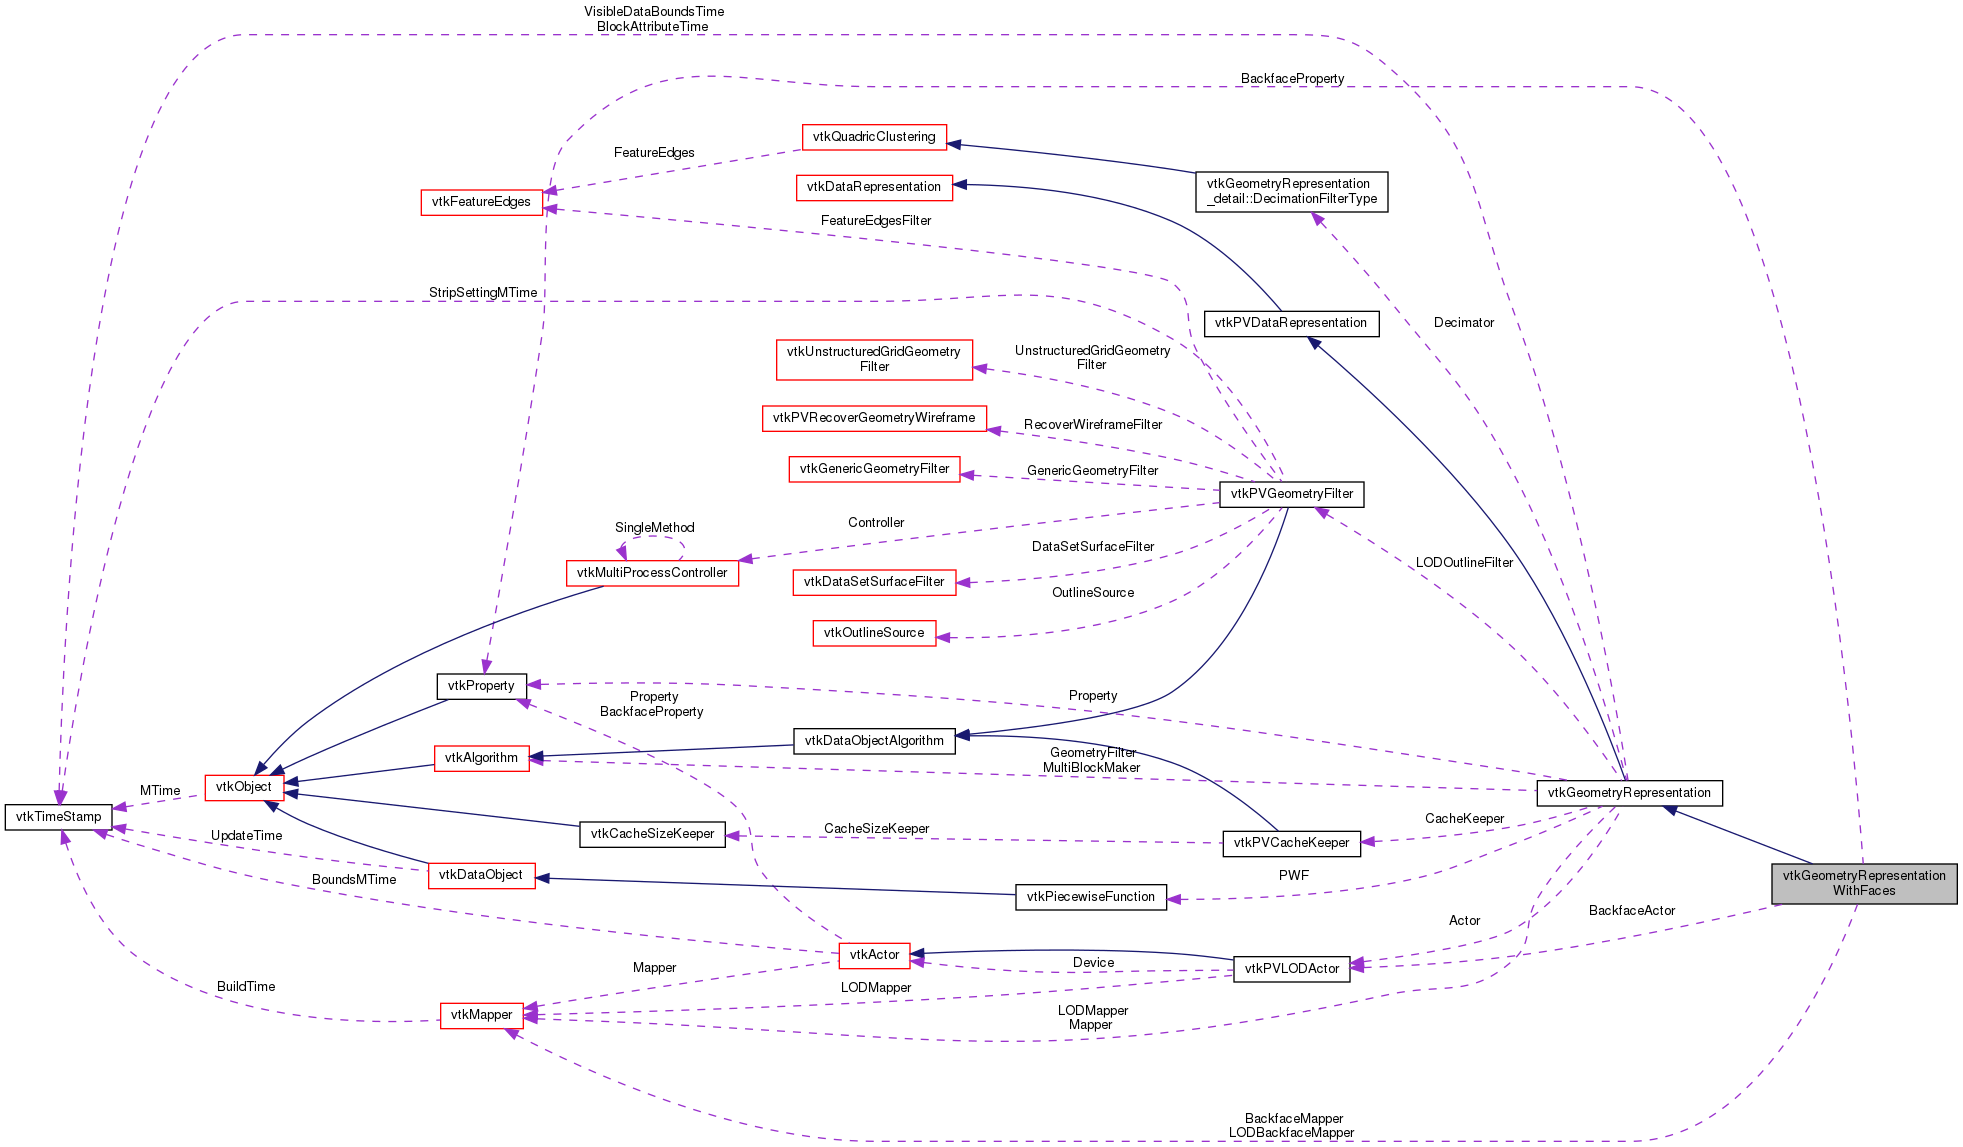 VisibleDataBoundsTime
BlockAttributeTime
BackfaceProperty
vtkQuadricClustering
FeatureEdges
vtkDataRepresentation
vtkGeometryRepresentation
_detail::DecimationFilterType
vtkFeatureEdges
FeatureEdgesFilter
StripSettingMTime
vtkPVDataRepresentation
Decimator
vtkUnstructuredGridGeometry
Filter
UnstructuredGridGeometry
Filter
vtkPVRecoverGeometryWireframe
RecoverWireframeFilter
vtkGenericGeometryFilter
GenericGeometryFilter
vtkPVGeometryFilter
SingleMethod
Controller
DataSetSurfaceFilter
LODOutlineFilter
vtkMultiProcessController
vtkDataSetSurfaceFilter
OutlineSource
vtkOutlineSource
vtkProperty
Property
BackfaceProperty
Property
vtkDataObjectAlgorithm
vtkAlgorithm
GeometryFilter
MultiBlockMaker
vtkObject
MTime
vtkGeometryRepresentation
vtkTimeStamp
UpdateTime
vtkCacheSizeKeeper
CacheSizeKeeper
CacheKeeper
vtkPVCacheKeeper
vtkDataObject
BoundsMTime
PWF
vtkGeometryRepresentation
WithFaces
vtkPiecewiseFunction
BackfaceActor
Actor
vtkActor
Device
vtkPVLODActor
Mapper
BuildTime
LODMapper
vtkMapper
LODMapper
Mapper
BackfaceMapper
LODBackfaceMapper